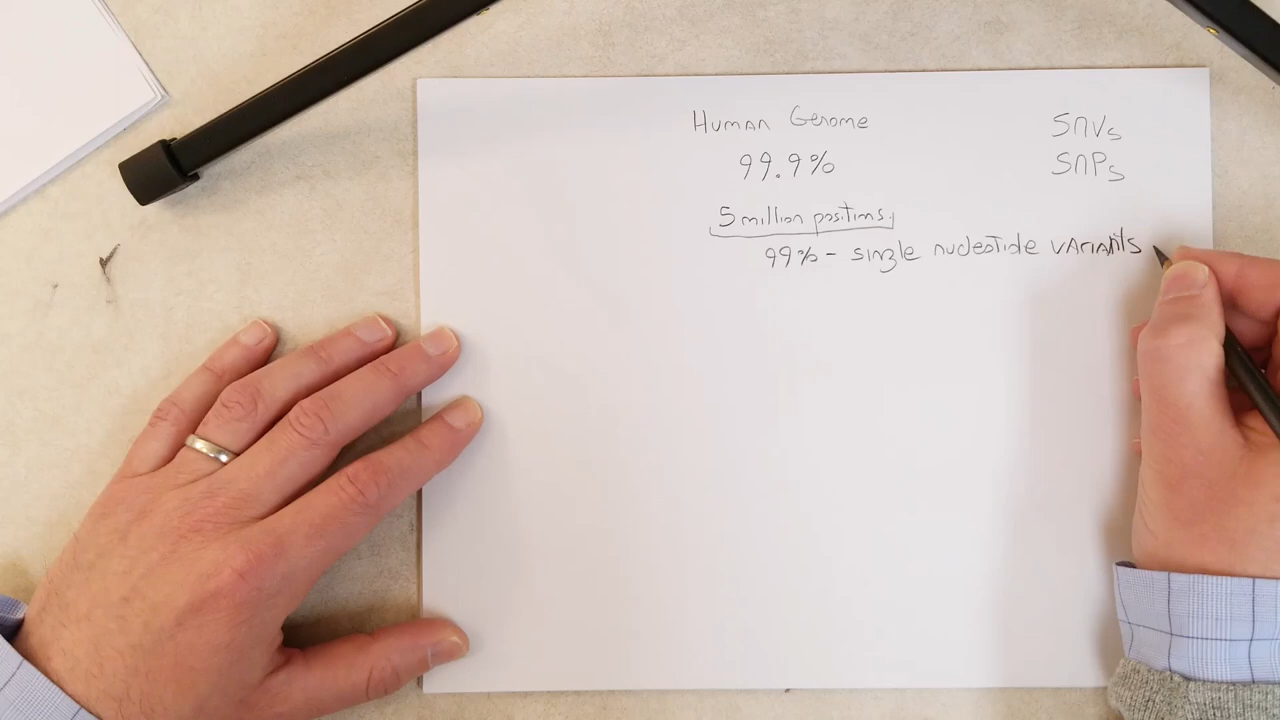 Human Genome
99.9%
5 million positions
99% - single nucleotide variants
SNVs
SNPs